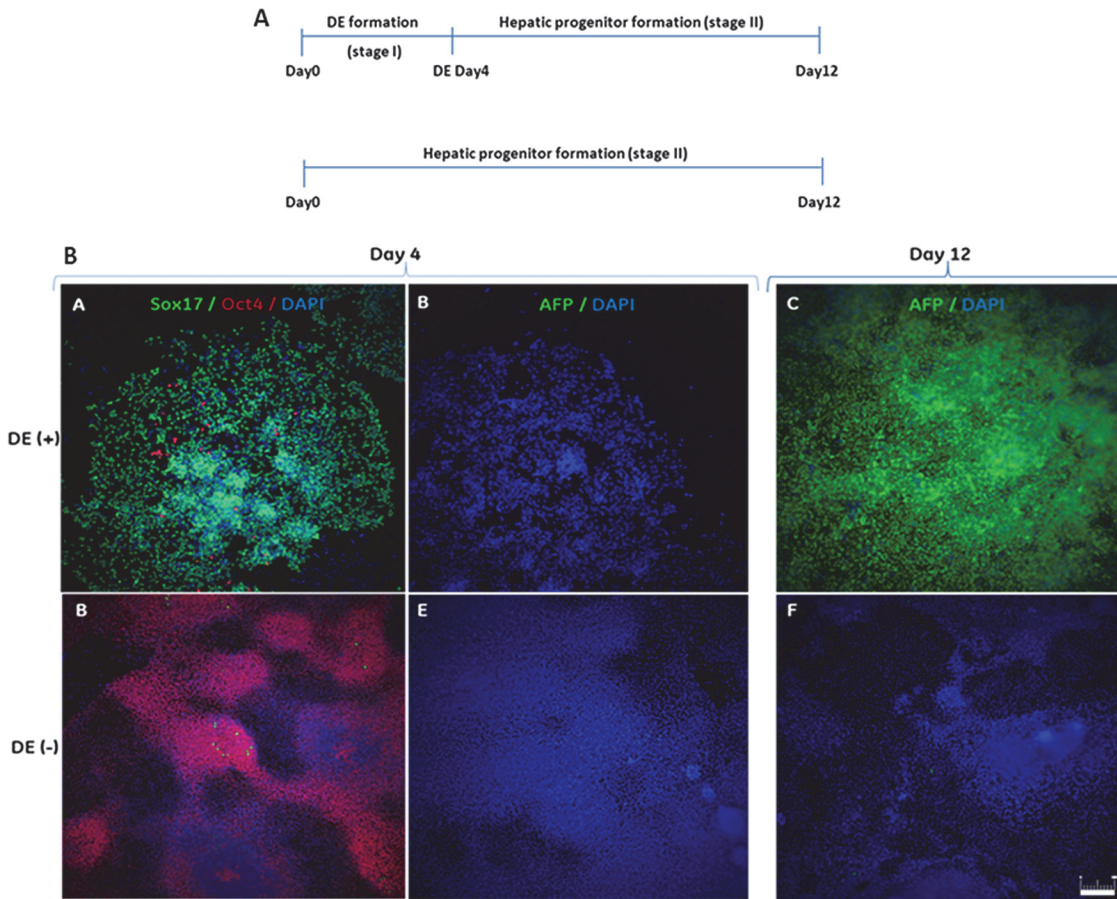 A
DE formation
Hepatic progenitor formation (stage II)
(stage I)
Day0
DE Day4
Day12
Hepatic progenitor formation (stage II)
Day0
Day12
B
Day 4
Day 12
A
Sox17 / Oct4 / DAPI
B
AFP / DAPI
C
AFP / DAPI
DE (+)
B
E
F
DE (-)